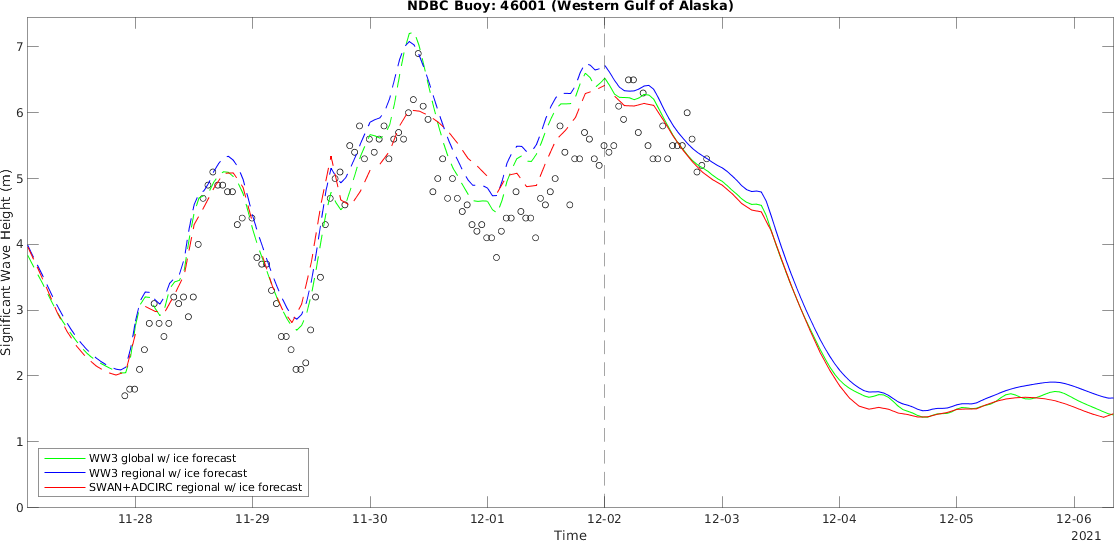 NDBC Buoy: 46001 (Western Gulf of Alaska)
Significant Wave Height (m)
7
6
5
4
3
2
1
0
WW3 global w/ ice forecast
WW3 regional w/ ice forecast
SWAN+ADCIRC regional w/ ice forecast
11-28 11-29 11-30 12-01 12-02 12-03 12-04 12-05 12-06
Time
2021